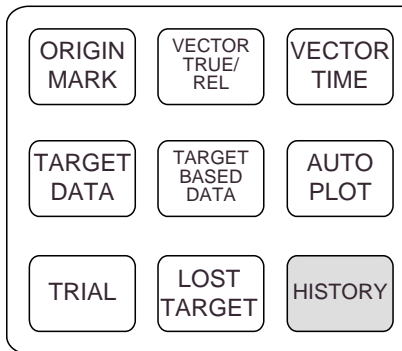 ORIGIN
MARK
VECTOR
TRUE/
REL
VECTOR
TIME
TARGET
DATA
TARGET
BASED
DATA
AUTO
PLOT
TRIAL
LOST
TARGET
HISTORY